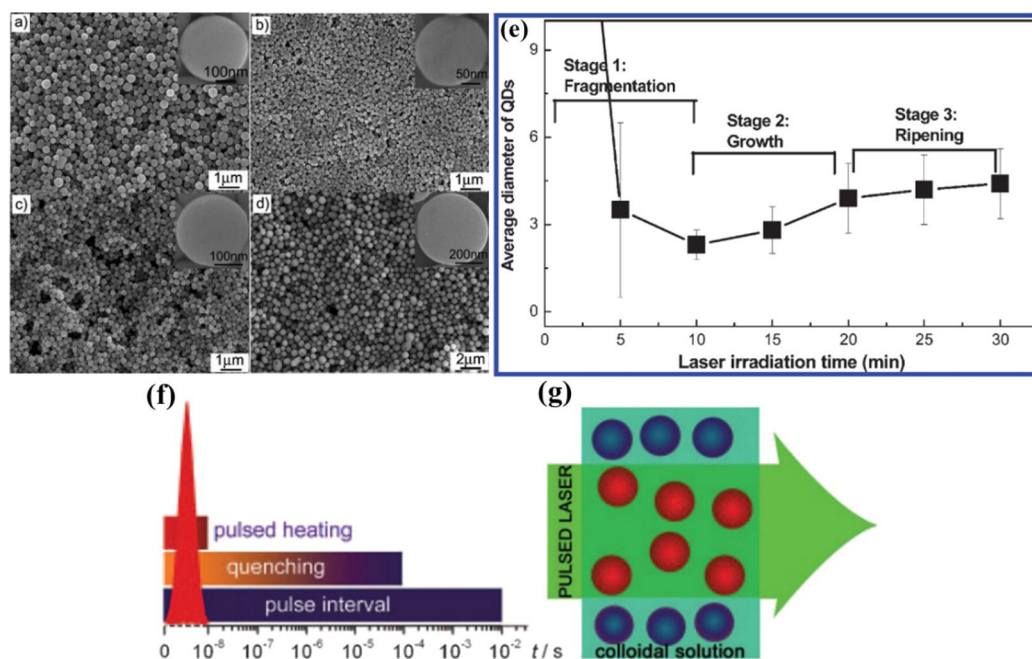 a)
100nm
1μm
b)
50nm
1μm
c)
100nm
1μm
d)
200nm
2μm
(e)
Average diameter of QDs
9
6
3
0
Stage 1:
Fragmentation
Stage 2:
Growth
Stage 3:
Ripening
0 5 10 15 20 25 30
Laser irradiation time (min)
(f)
pulsed heating
quenching
pulse interval
0 10⁻⁸ 10⁻⁷ 10⁻⁶ 10⁻⁵ 10⁻⁴ 10⁻³ 10⁻² t / s
(g)
PULSED LASER
colloidal solution